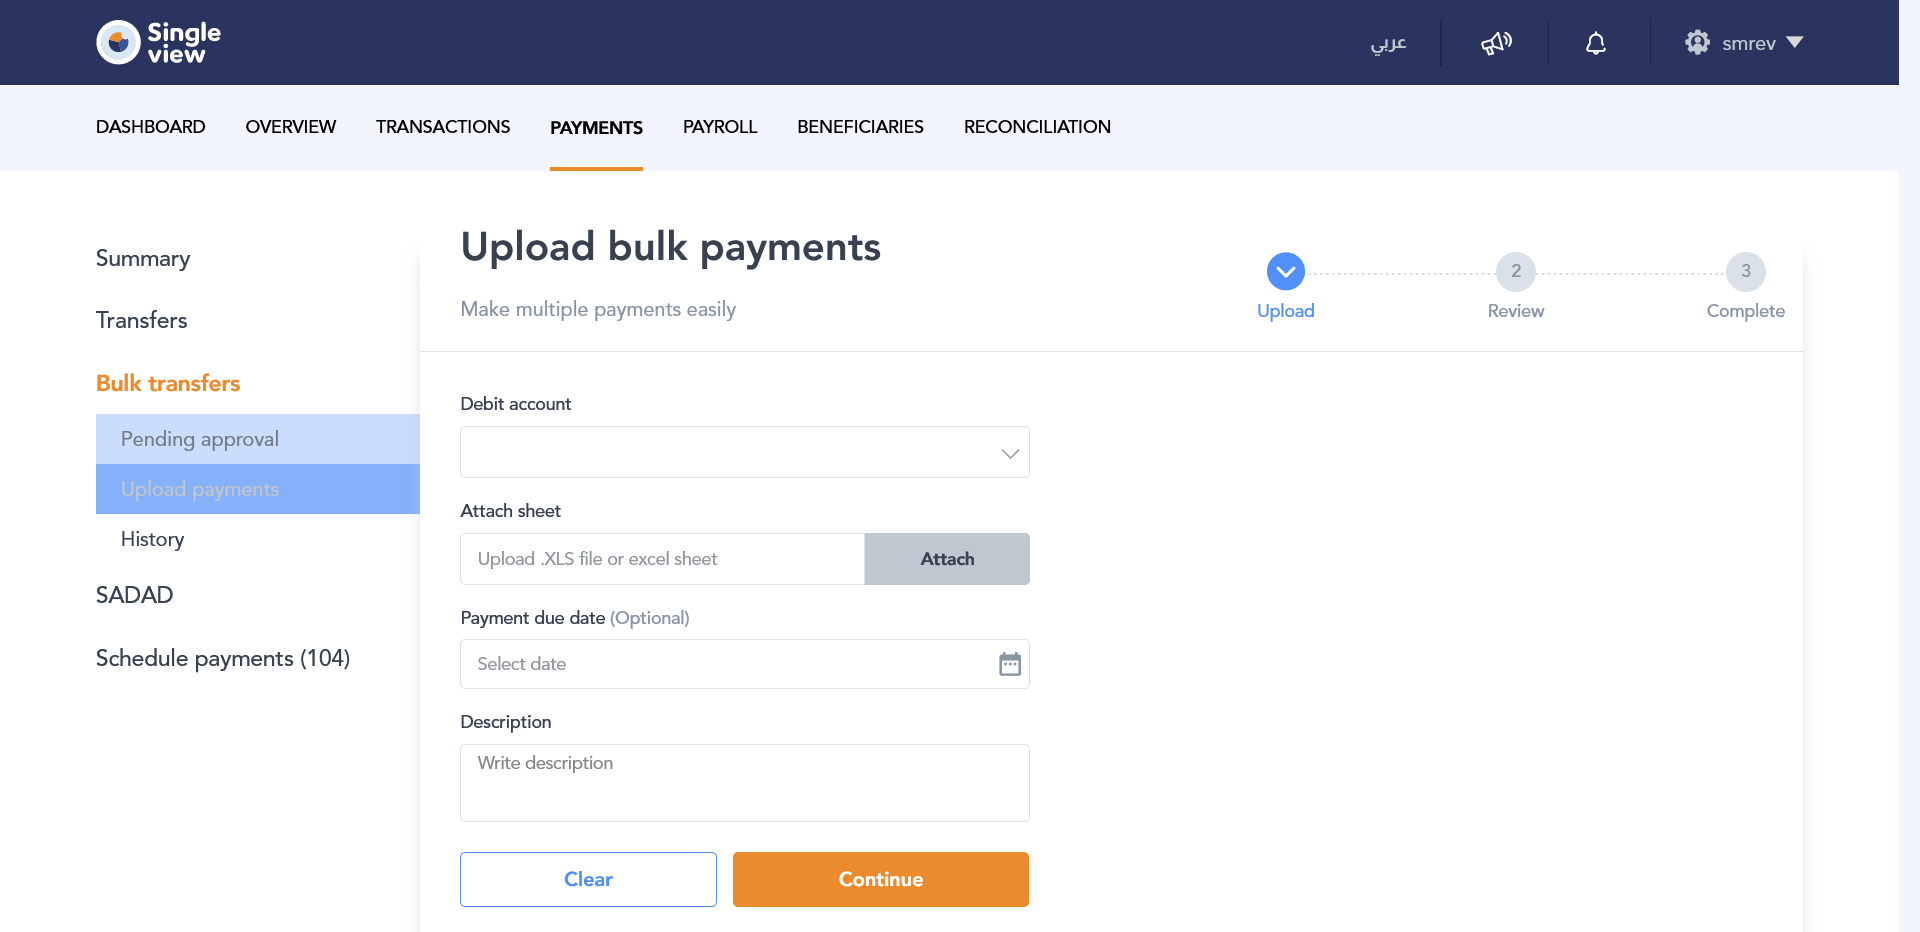 Single
view
عربي
smrev
DASHBOARD
OVERVIEW
TRANSACTIONS
PAYMENTS
PAYROLL
BENEFICIARIES
RECONCILIATION
Summary
Transfers
Bulk transfers
Pending approval
Upload payments
History
SADAD
Schedule payments (104)
Upload bulk payments
Make multiple payments easily
Upload
2
Review
3
Complete
Debit account
Attach sheet
Upload .XLS file or excel sheet
Attach
Payment due date (Optional)
Select date
Description
Write description
Clear
Continue